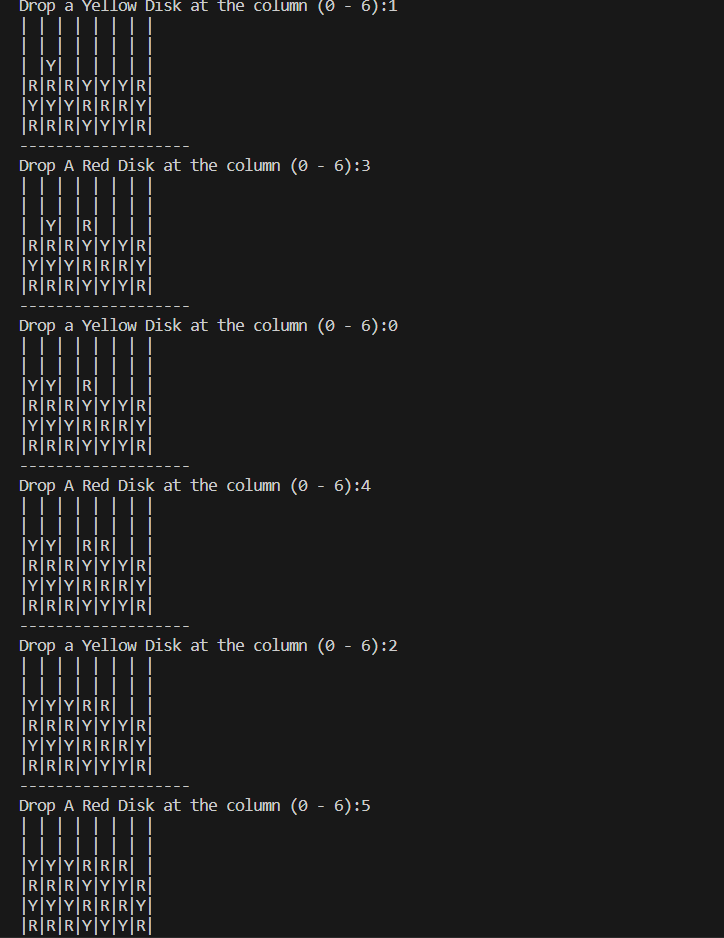 Drop a Yellow Disk at the column (0 - 6):1
| | | | | | | |
| | | | | | | |
| |Y| | | | | |
|R|R|R|Y|Y|Y|R|
|Y|Y|Y|R|R|R|Y|
|R|R|R|Y|Y|Y|R|
-------------------
Drop A Red Disk at the column (0 - 6):3
| | | | | | | |
| | | | | | | |
| |Y| |R| | | |
|R|R|R|Y|Y|Y|R|
|Y|Y|Y|R|R|R|Y|
|R|R|R|Y|Y|Y|R|
-------------------
Drop a Yellow Disk at the column (0 - 6):0
| | | | | | | |
| | | | | | | |
|Y|Y| |R| | | |
|R|R|R|Y|Y|Y|R|
|Y|Y|Y|R|R|R|Y|
|R|R|R|Y|Y|Y|R|
-------------------
Drop A Red Disk at the column (0 - 6):4
| | | | | | | |
| | | | | | | |
|Y|Y| |R|R| | |
|R|R|R|Y|Y|Y|R|
|Y|Y|Y|R|R|R|Y|
|R|R|R|Y|Y|Y|R|
-------------------
Drop a Yellow Disk at the column (0 - 6):2
| | | | | | | |
| | | | | | | |
|Y|Y|Y|R|R| | |
|R|R|R|Y|Y|Y|R|
|Y|Y|Y|R|R|R|Y|
|R|R|R|Y|Y|Y|R|
-------------------
Drop A Red Disk at the column (0 - 6):5
| | | | | | | |
| | | | | | | |
|Y|Y|Y|R|R|R| |
|R|R|R|Y|Y|Y|R|
|Y|Y|Y|R|R|R|Y|
|R|R|R|Y|Y|Y|R|